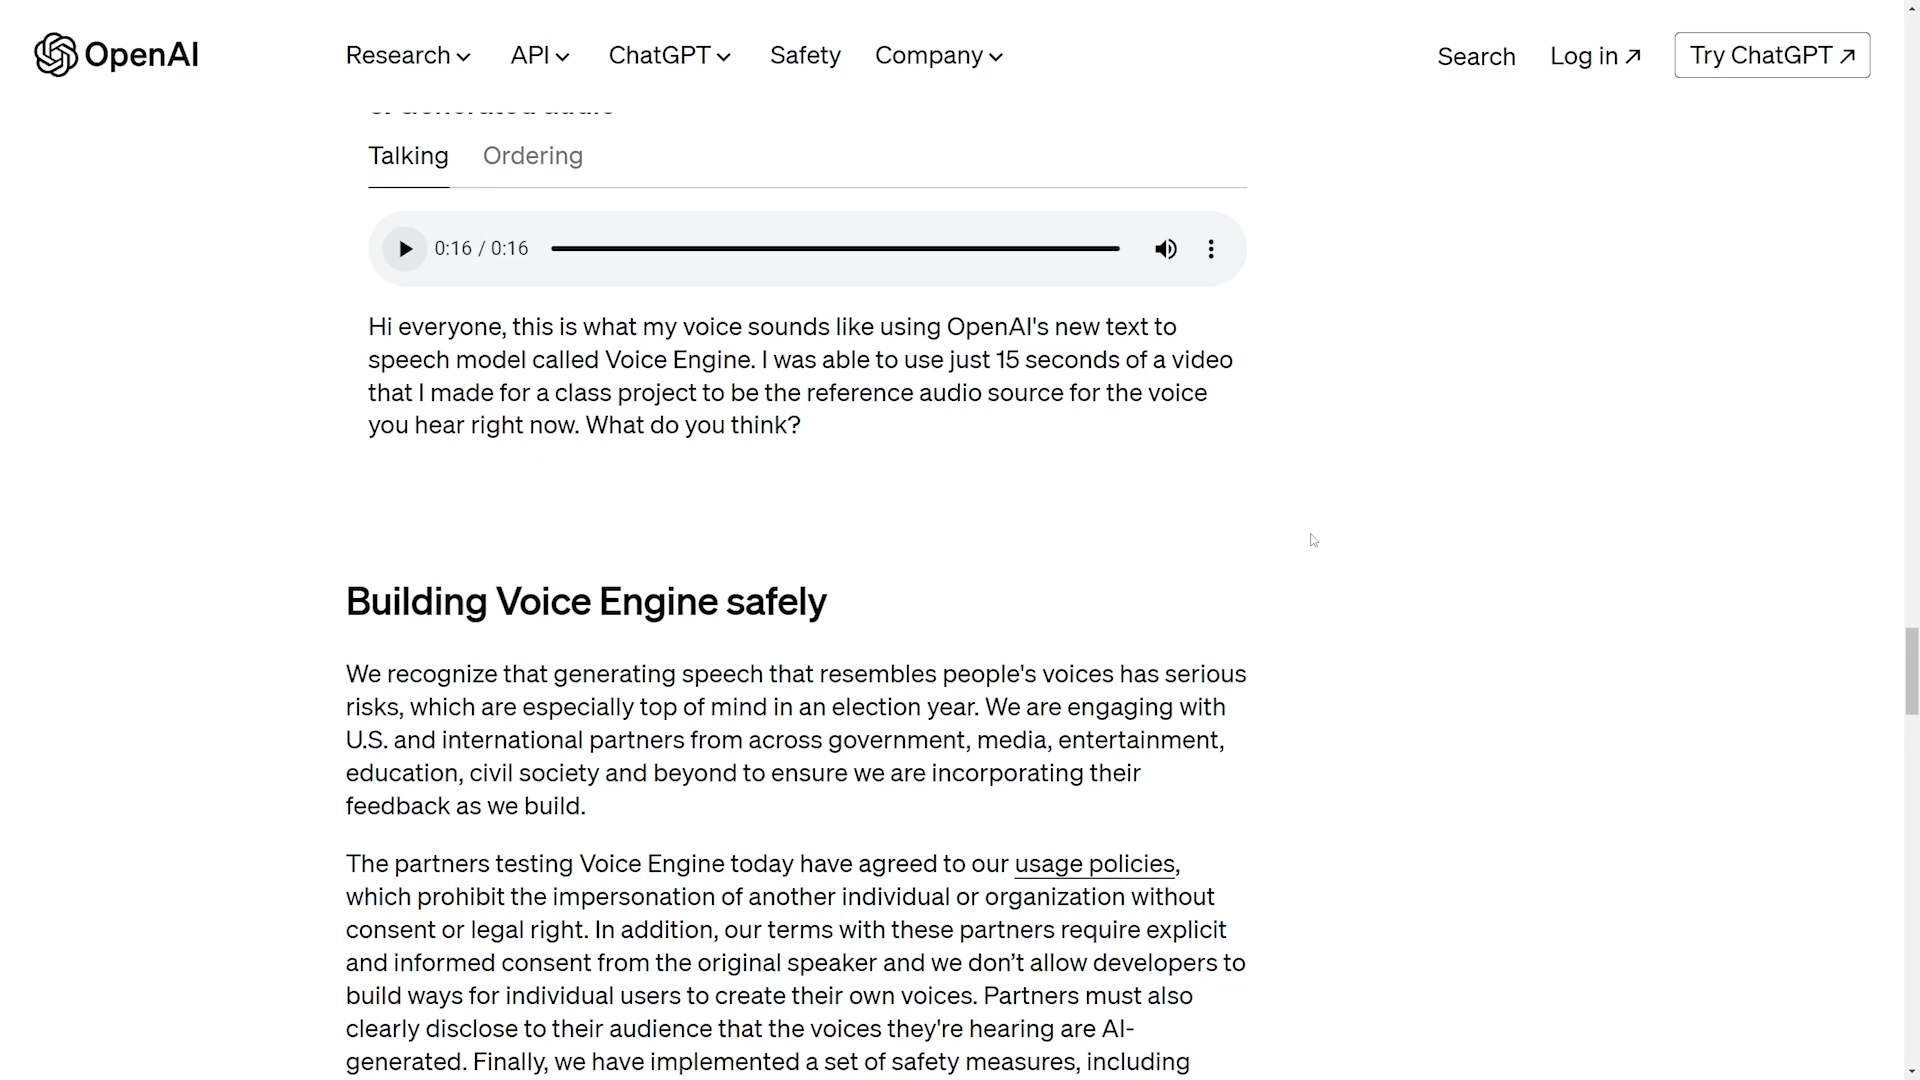 OpenAI
Research
API
ChatGPT
Safety
Company
Search
Log in
Try ChatGPT
Talking
Ordering
0:16 / 0:16
Hi everyone, this is what my voice sounds like using OpenAI's new text to
speech model called Voice Engine. I was able to use just 15 seconds of a video
that I made for a class project to be the reference audio source for the voice
you hear right now. What do you think?
Building Voice Engine safely
We recognize that generating speech that resembles people's voices has serious
risks, which are especially top of mind in an election year. We are engaging with
U.S. and international partners from across government, media, entertainment,
education, civil society and beyond to ensure we are incorporating their
feedback as we build.
The partners testing Voice Engine today have agreed to our usage policies,
which prohibit the impersonation of another individual or organization without
consent or legal right. In addition, our terms with these partners require explicit
and informed consent from the original speaker and we don’t allow developers to
build ways for individual users to create their own voices. Partners must also
clearly disclose to their audience that the voices they're hearing are AI-
generated. Finally, we have implemented a set of safety measures, including